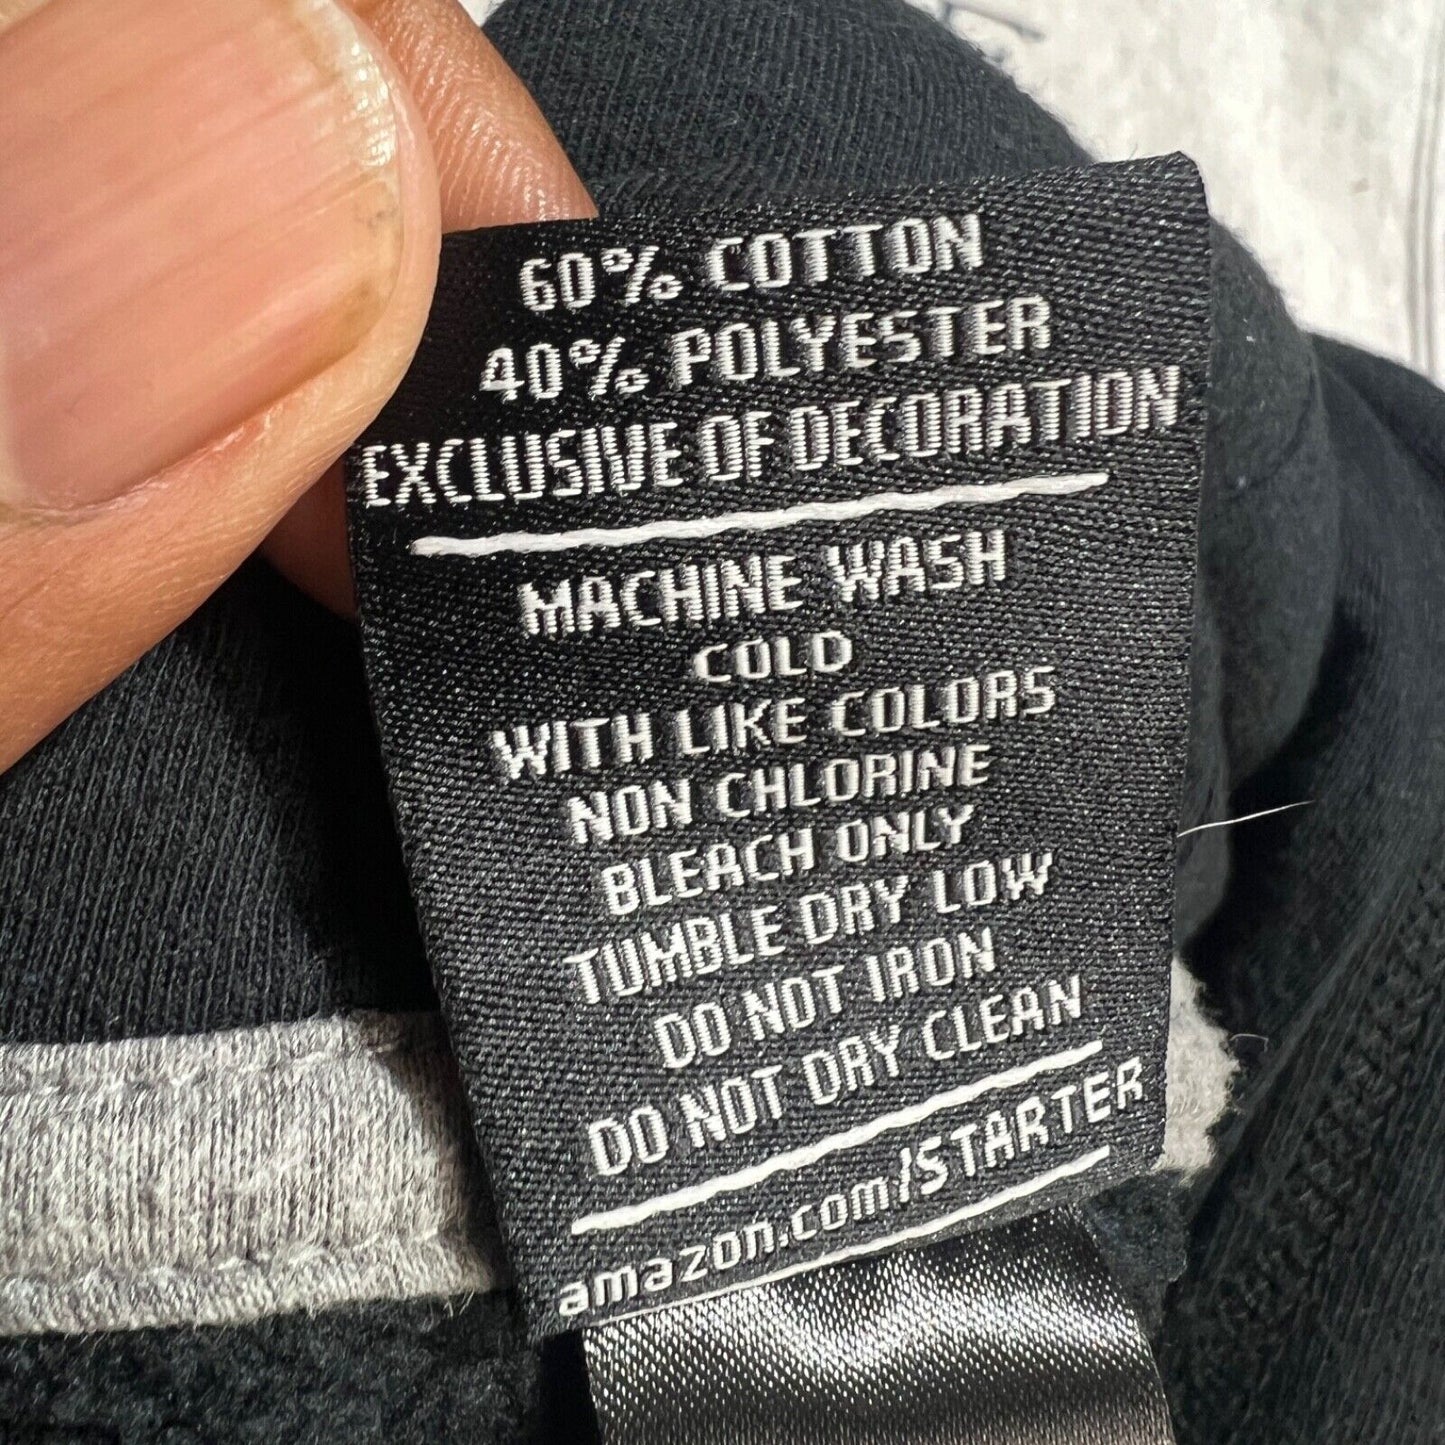 60% COTTON
40% POLYESTER
EXCLUSIVE OF DECORATION
MACHINE WASH
COLD
WITH LIKE COLORS
NON CHLORINE
BLEACH ONLY
TUMBLE DRY LOW
DO NOT IRON
DO NOT DRY CLEAN
amazon.com/STARTER